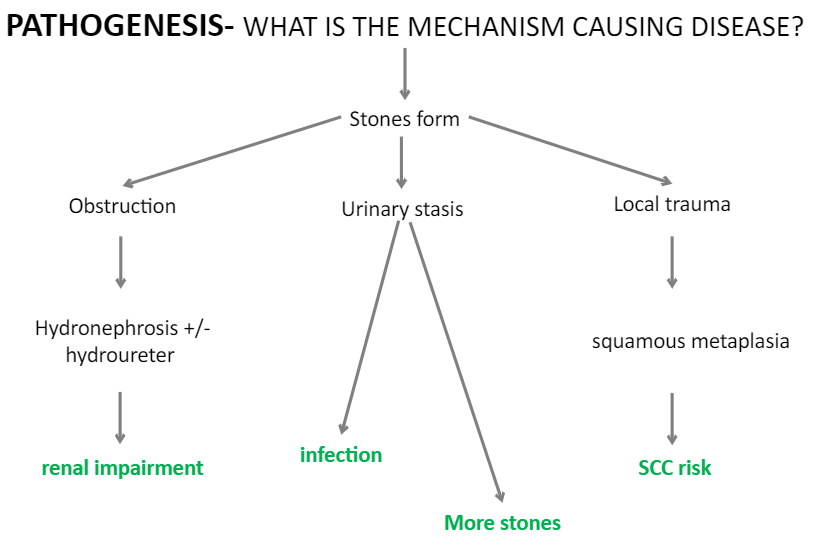 PATHOGENESIS- WHAT IS THE MECHANISM CAUSING DISEASE?
Stones form
Obstruction
Urinary stasis
Local trauma
Hydronephrosis +/-
hydroureter
squamous metaplasia
renal impairment
infection
SCC risk
More stones